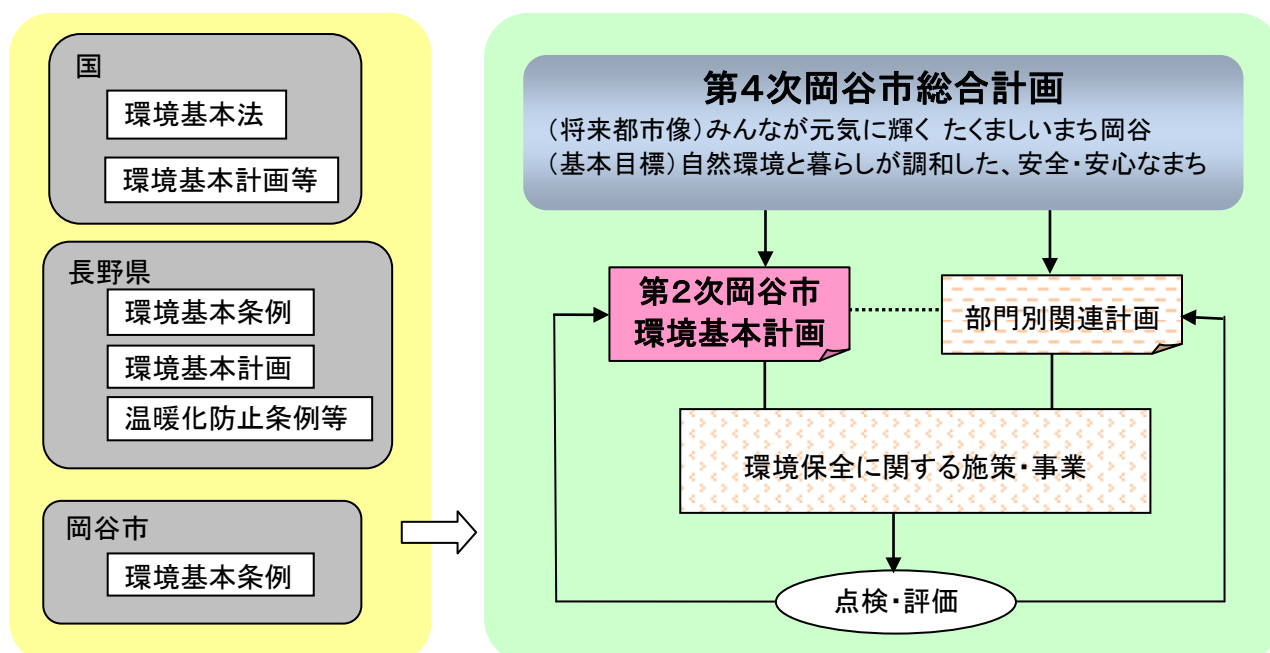 国
環境基本法
環境基本計画等
長野県
環境基本条例
環境基本計画
温暖化防止条例等
岡谷市
環境基本条例
第4次岡谷市総合計画
(将来都市像)みんなが元気に輝く たくましいまち岡谷
(基本目標)自然環境と暮らしが調和した、安全・安心なまち
第2次岡谷市
環境基本計画
部門別関連計画
環境保全に関する施策・事業
点検・評価